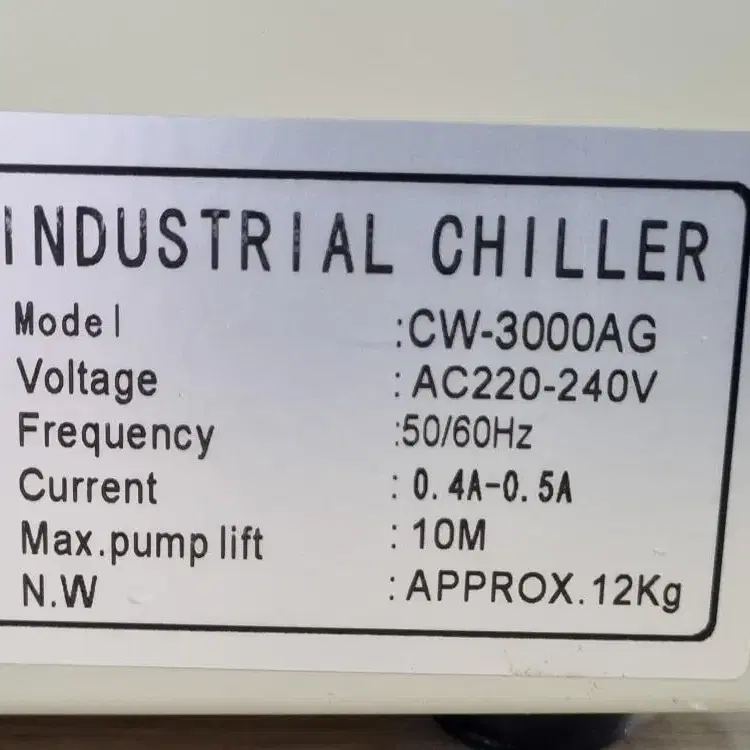 INDUSTRIAL CHILLER
Model :CW-3000AG
Voltage : AC220-240V
Frequency :50/60Hz
Current : 0.4A-0.5A
Max.pump lift : 10M
N.W :APPROX.12Kg